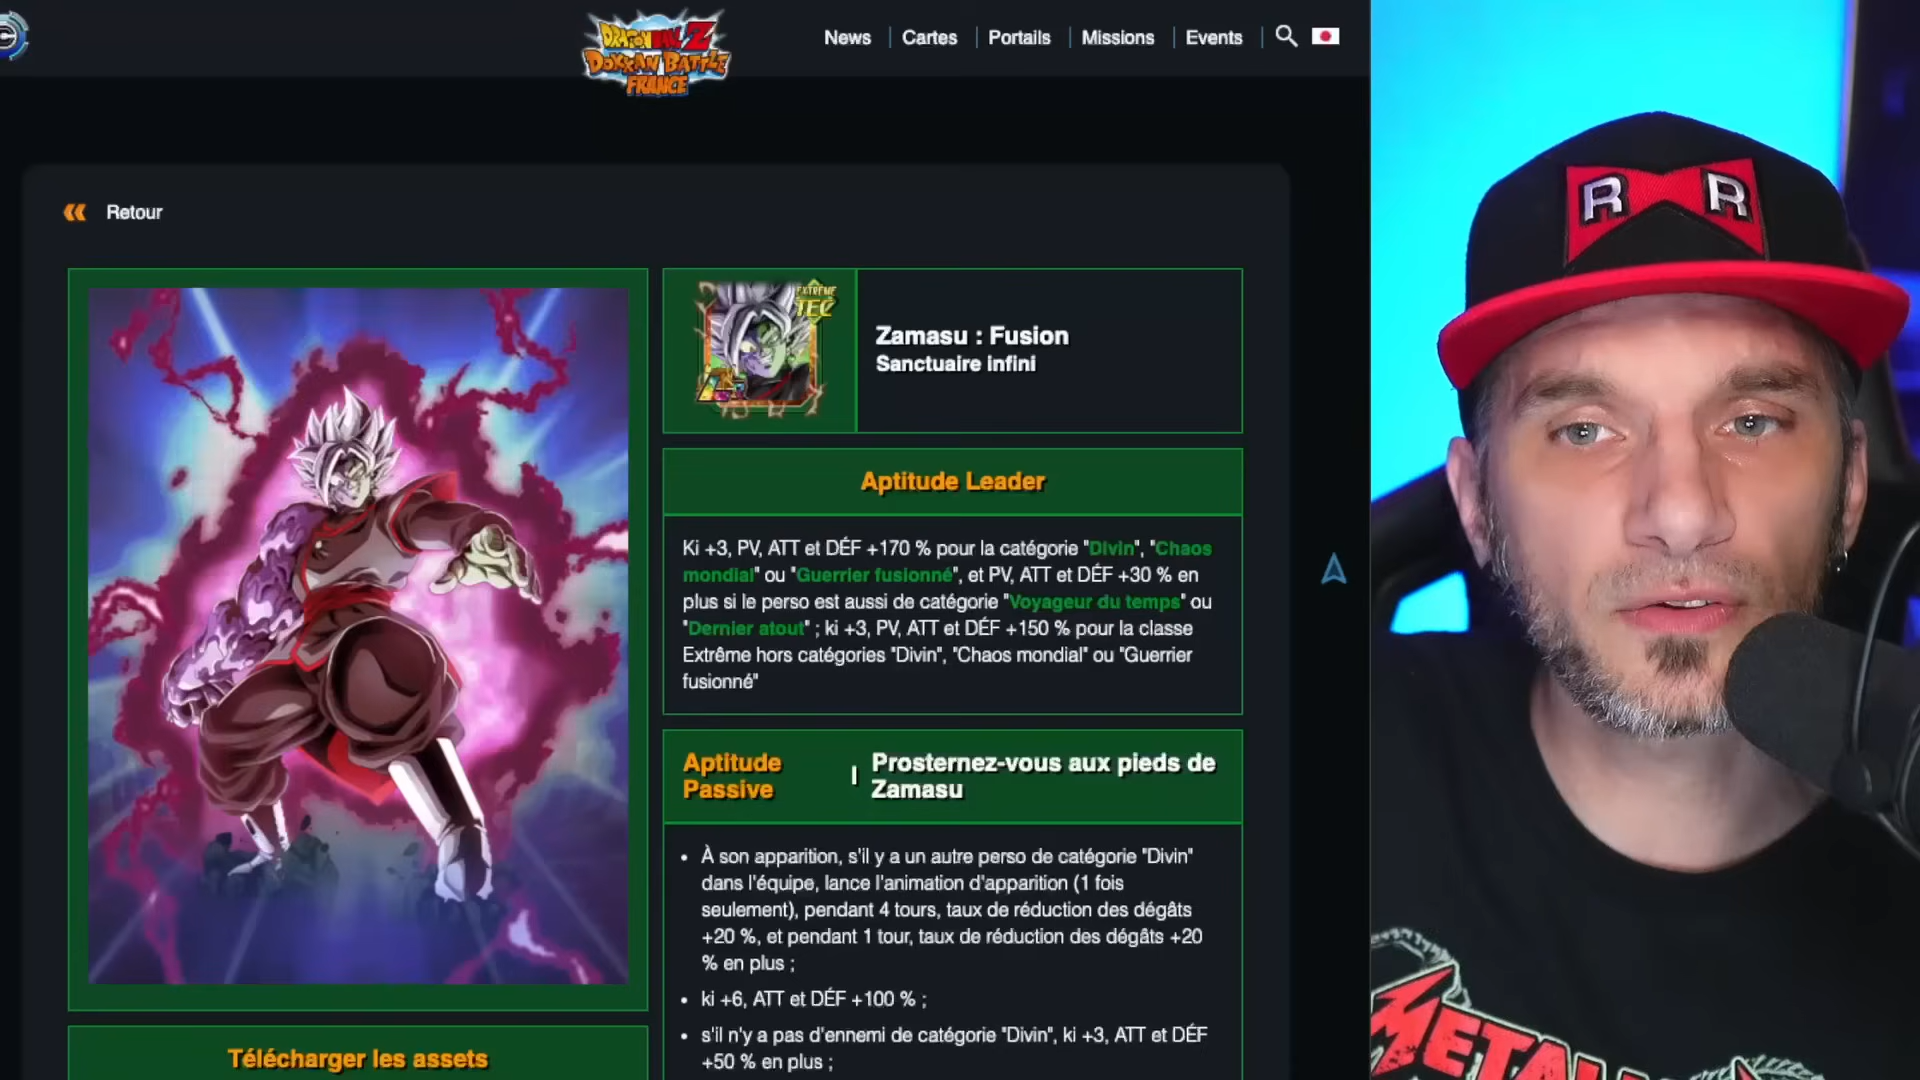 DRAGON BALL Z
DOKKAN BATTLE
FRANCE
News
Cartes
Portails
Missions
Events
Retour
EXTREME
TEC
Zamasu : Fusion
Sanctuaire infini
Aptitude Leader
Ki +3, PV, ATT et DÉF +170 % pour la catégorie "Divin", "Chaos
mondial" ou "Guerrier fusionné", et PV, ATT et DÉF +30 % en
plus si le perso est aussi de catégorie "Voyageur du temps" ou
"Dernier atout" ; ki +3, PV, ATT et DÉF +150 % pour la classe
Extrême hors catégories "Divin", "Chaos mondial" ou "Guerrier
fusionné"
Aptitude
Passive
Prosternez-vous aux pieds de
Zamasu
• À son apparition, s'il y a un autre perso de catégorie "Divin"
dans l'équipe, lance l'animation d'apparition (1 fois
seulement), pendant 4 tours, taux de réduction des dégâts
+20 %, et pendant 1 tour, taux de réduction des dégâts +20
% en plus ;
• ki +6, ATT et DÉF +100 % ;
• s'il n'y a pas d'ennemi de catégorie "Divin", ki +3, ATT et DÉF
+50 % en plus ;
Télécharger les assets
R R